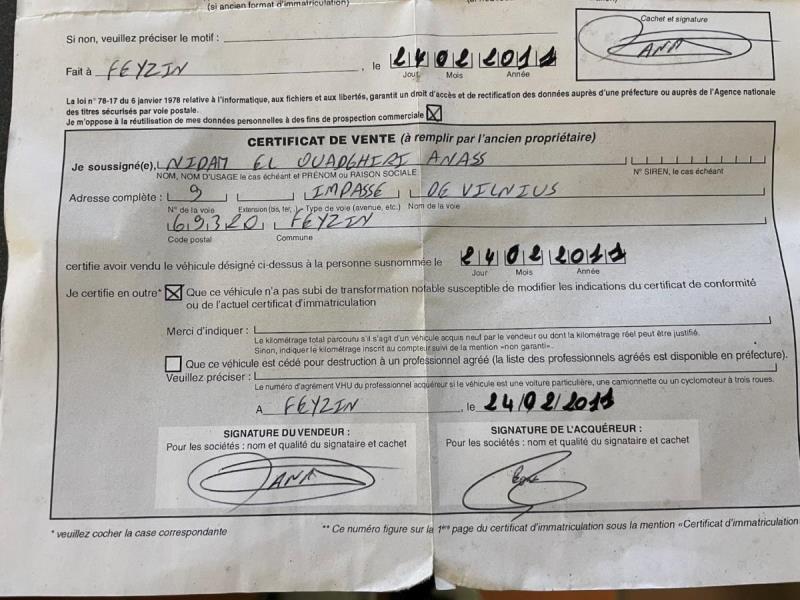 (si ancien format d'immatriculation)
Si non, veuillez préciser le motif :
Cachet et signature
ANA
Fait à FEYZIN, le 24 02 2011
Jour Mois Année
La loi n° 78-17 du 6 janvier 1978 relative à l'informatique, aux fichiers et aux libertés, garantit un droit d'accès et de rectification des données auprès d'une préfecture ou auprès de l'Agence nationale
des titres sécurisés par voie postale.
Je m'oppose à la réutilisation de mes données personnelles à des fins de prospection commerciale ☒
CERTIFICAT DE VENTE (à remplir par l'ancien propriétaire)
Je soussigné(e), NIDAM EL OUADGHIRI ANASS
NOM, NOM D'USAGE le cas échéant et PRÉNOM ou RAISON SOCIALE N° SIREN, le cas échéant
Adresse complète : 9 IMPASSE DE VILNIUS
N° de la voie Extension (bis, ter, ) Type de voie (avenue, etc.) Nom de la voie
69320 FEYZIN
Code postal Commune
certifie avoir vendu le véhicule désigné ci-dessus à la personne susnommée le 24 02 2011
Jour Mois Année
Je certifie en outre* ☒ Que ce véhicule n'a pas subi de transformation notable susceptible de modifier les indications du certificat de conformité
ou de l'actuel certificat d'immatriculation
Merci d'indiquer :
Le kilométrage total parcouru s'il s'agit d'un véhicule acquis neuf par le vendeur ou dont la kilométrage réel peut être justifié.
Sinon, indiquer le kilométrage inscrit au compteur suivi de la mention «non garanti».
☐ Que ce véhicule est cédé pour destruction à un professionnel agréé (la liste des professionnels agréés est disponible en préfecture).
Veuillez préciser :
Le numéro d'agrément VHU du professionnel acquéreur si le véhicule est une voiture particulière, une camionnette ou un cyclomoteur à trois roues.
A FEYZIN, le 24/02/2011
SIGNATURE DU VENDEUR : SIGNATURE DE L'ACQUÉREUR :
Pour les sociétés : nom et qualité du signataire et cachet Pour les sociétés : nom et qualité du signataire et cachet
ANA
* veuillez cocher la case correspondante ** Ce numéro figure sur la 1ère page du certificat d'immatriculation sous la mention «Certificat d'immatriculation